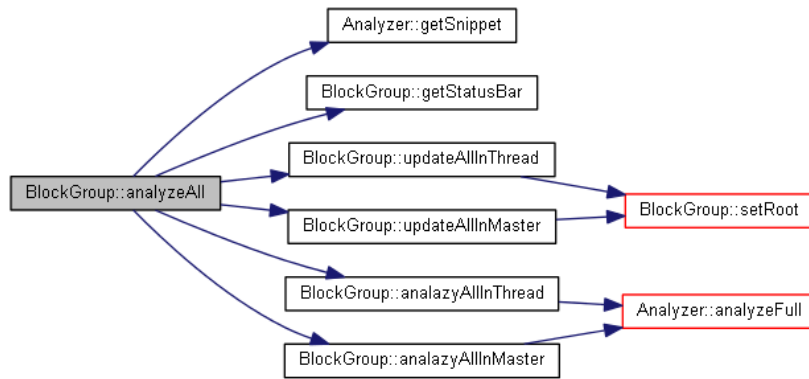 Analyzer::getSnippet
BlockGroup::getStatusBar
BlockGroup::updateAllInThread
BlockGroup::analyzeAll
BlockGroup::setRoot
BlockGroup::updateAllInMaster
BlockGroup::analazyAllInThread
Analyzer::analyzeFull
BlockGroup::analazyAllInMaster